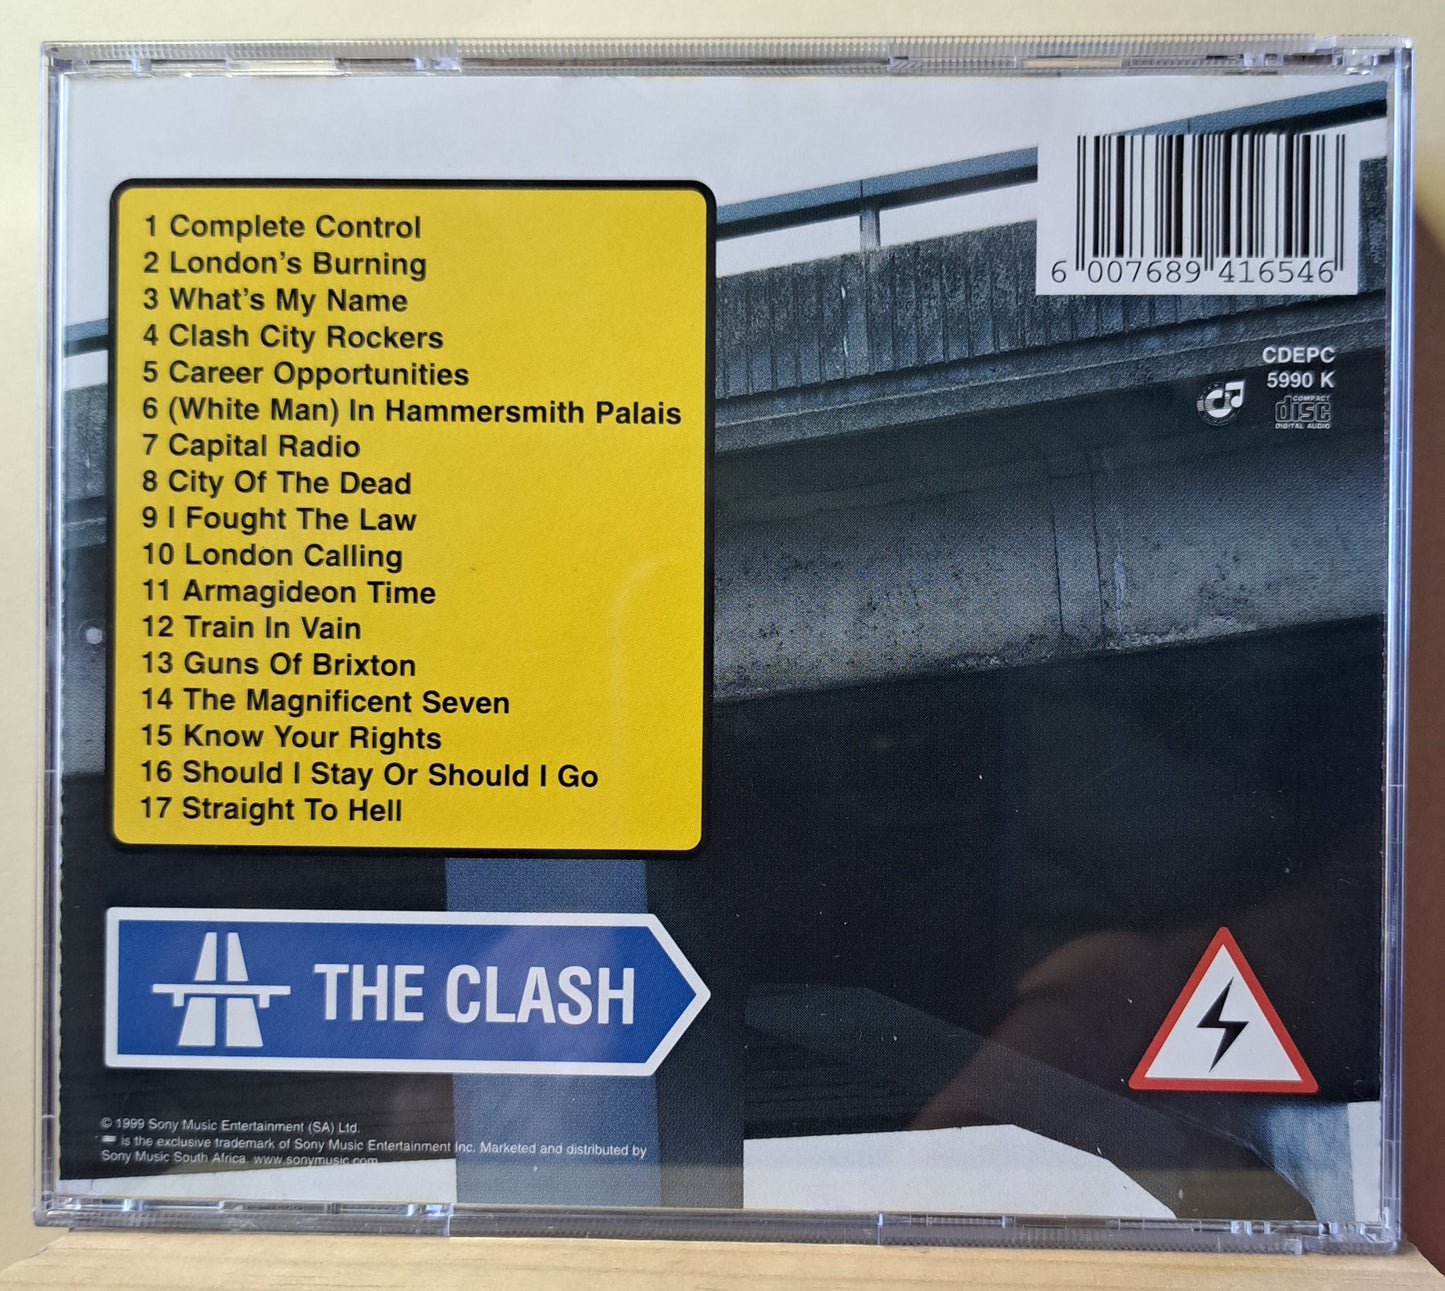 1 Complete Control
2 London's Burning
3 What's My Name
4 Clash City Rockers
5 Career Opportunities
6 (White Man) In Hammersmith Palais
7 Capital Radio
8 City Of The Dead
9 I Fought The Law
10 London Calling
11 Armagideon Time
12 Train In Vain
13 Guns Of Brixton
14 The Magnificent Seven
15 Know Your Rights
16 Should I Stay Or Should I Go
17 Straight To Hell
6 007689 416546
CDEPC
5990 K
COMPACT
disc
DIGITAL AUDIO
THE CLASH
© 1999 Sony Music Entertainment (SA) Ltd.
is the exclusive trademark of Sony Music Entertainment Inc. Marketed and distributed by
Sony Music South Africa. www.sonymusic.com